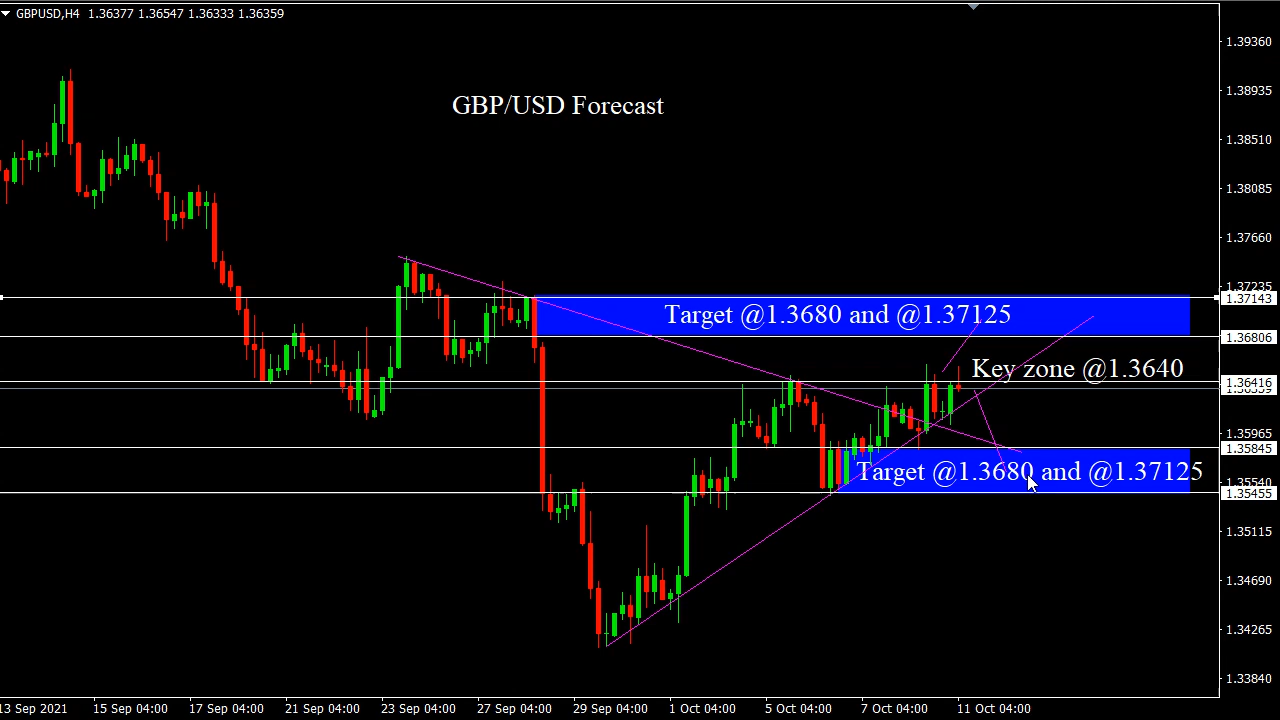 GBPUSD,H4 1.36377 1.36547 1.36333 1.36359
GBP/USD Forecast
1.39360
1.38935
1.38510
1.38085
1.37660
1.37235
1.37143
Target @1.3680 and @1.37125
1.36806
Key zone @1.3640
1.36416
1.35965
1.35845
Target @1.3680 and @1.37125
1.35540
1.35455
1.35115
1.34690
1.34265
1.33840
13 Sep 2021 15 Sep 04:00 17 Sep 04:00 21 Sep 04:00 23 Sep 04:00 27 Sep 04:00 29 Sep 04:00 1 Oct 04:00 5 Oct 04:00 7 Oct 04:00 11 Oct 04:00